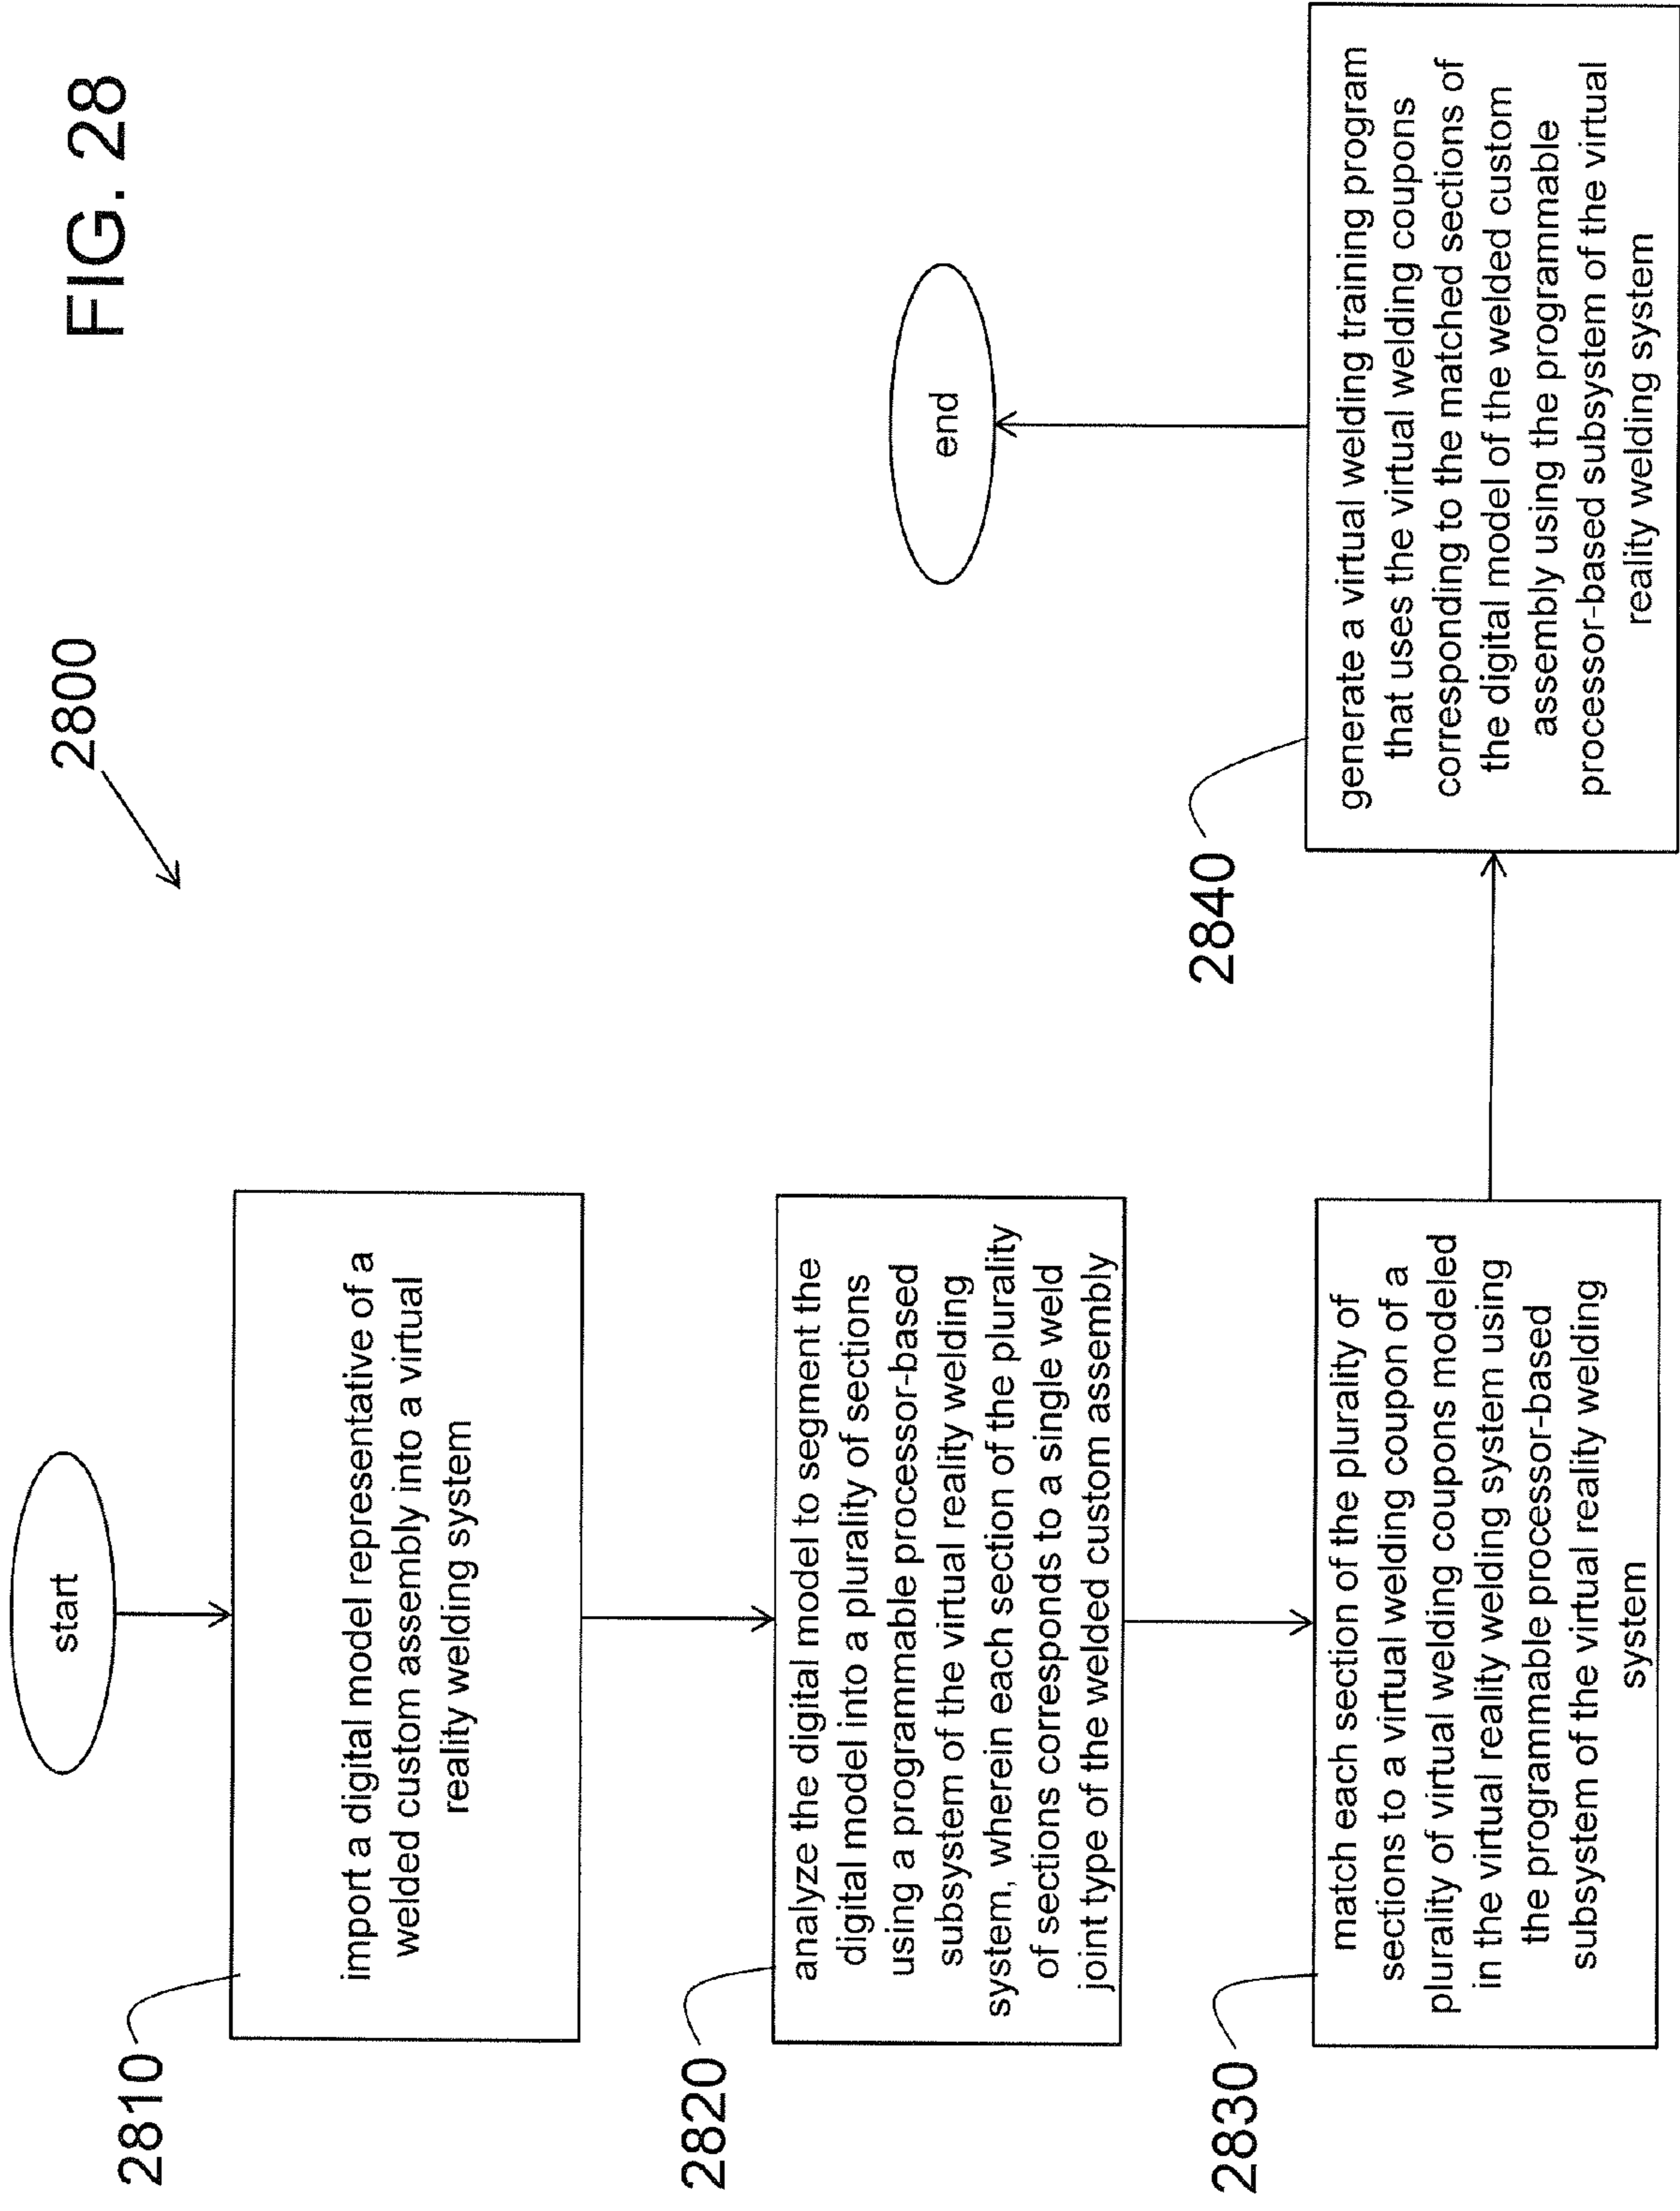 FIG. 28
2800
start
2810
import a digital model representative of a
welded custom assembly into a virtual
reality welding system
2820
analyze the digital model to segment the
digital model into a plurality of sections
using a programmable processor-based
subsystem of the virtual reality welding
system, wherein each section of the plurality
of sections corresponds to a single weld
joint type of the welded custom assembly
2830
match each section of the plurality of
sections to a virtual welding coupon of a
plurality of virtual welding coupons modeled
in the virtual reality welding system using
the programmable processor-based
subsystem of the virtual reality welding
system
2840
generate a virtual welding training program
that uses the virtual welding coupons
corresponding to the matched sections of
the digital model of the welded custom
assembly using the programmable
processor-based subsystem of the virtual
reality welding system
end